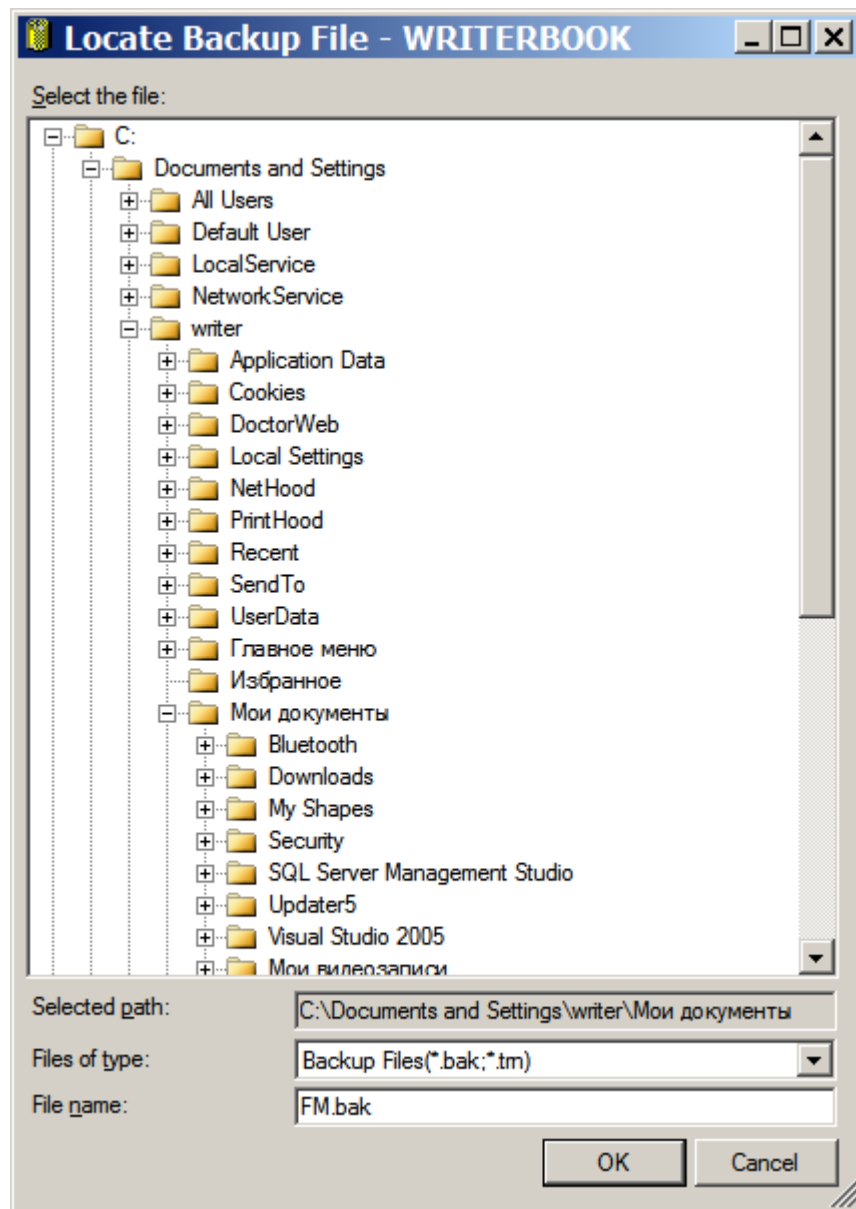 Locate Backup File - WRITERBOOK
Select the file:
C:
Documents and Settings
All Users
Default User
LocalService
NetworkService
writer
Application Data
Cookies
DoctorWeb
Local Settings
NetHood
PrintHood
Recent
SendTo
UserData
Главное меню
Избранное
Мои документы
Bluetooth
Downloads
My Shapes
Security
SQL Server Management Studio
Updater5
Visual Studio 2005
Мои видеозаписи
Selected path: C:\Documents and Settings\writer\Мои документы
Files of type: Backup Files(*.bak;*.trn)
File name: FM.bak
OK Cancel